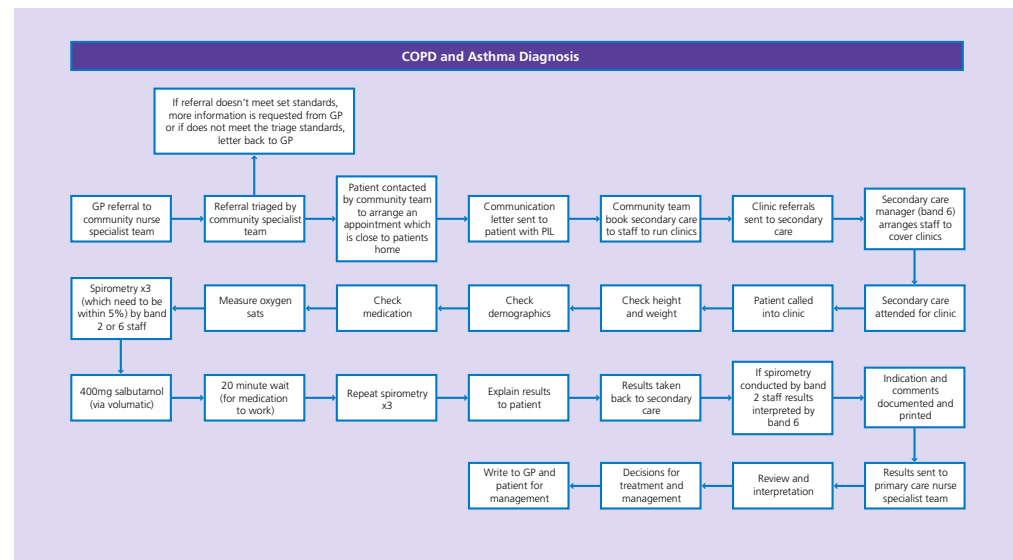 COPD and Asthma Diagnosis
If referral doesn't meet set standards,
more information is requested from GP
or if does not meet the triage standards,
letter back to GP
GP referral to
community nurse
specialist team
Referral triaged by
community specialist
team
Patient contacted
by community team
to arrange an
appointment which
is close to patients
home
Communication
letter sent to
patient with PIL
Community team
book secondary care
to staff to run clinics
Clinic referrals
sent to secondary
care
Secondary care
manager (band 6)
arranges staff to
cover clinics
Secondary care
attended for clinic
Patient called
into clinic
Check height
and weight
Check
demographics
Check
medication
Measure oxygen
sats
Spirometry x3
(which need to be
within 5%) by band
2 or 6 staff
400mg salbutamol
(via volumatic)
20 minute wait
(for medication
to work)
Repeat spirometry
x3
Explain results
to patient
Results taken
back to secondary
care
If spirometry
conducted by band
2 staff results
interpreted by
band 6
Indication and
comments
documented and
printed
Results sent to
primary care nurse
specialist team
Review and
interpretation
Decisions for
treatment and
management
Write to GP and
patient for
management